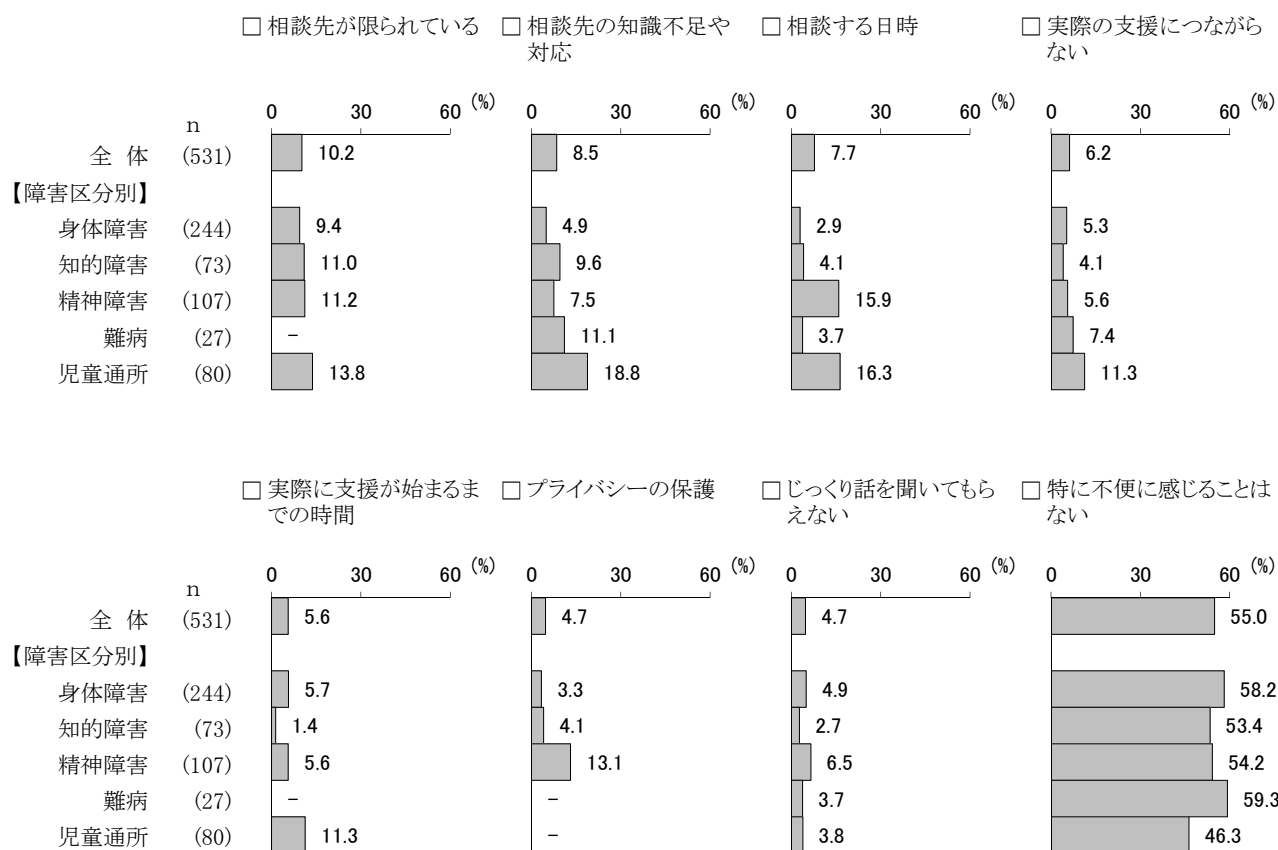 □ 相談先が限られている □ 相談先の知識不足や対応 □ 相談する日時 □ 実際の支援につながらない
0 30 60 (%) 0 30 60 (%) 0 30 60 (%) 0 30 60 (%)
n
全 体 (531) 10.2 8.5 7.7 6.2
【障害区分別】
身体障害 (244) 9.4 4.9 2.9 5.3
知的障害 (73) 11.0 9.6 4.1 4.1
精神障害 (107) 11.2 7.5 15.9 5.6
難病 (27) - 11.1 3.7 7.4
児童通所 (80) 13.8 18.8 16.3 11.3
□ 実際に支援が始まるまでの時間 □ プライバシーの保護 □ じっくり話を聞いてもらえない □ 特に不便に感じることはない
0 30 60 (%) 0 30 60 (%) 0 30 60 (%) 0 30 60 (%)
n
全 体 (531) 5.6 4.7 4.7 55.0
【障害区分別】
身体障害 (244) 5.7 3.3 4.9 58.2
知的障害 (73) 1.4 4.1 2.7 53.4
精神障害 (107) 5.6 13.1 6.5 54.2
難病 (27) - - 3.7 59.3
児童通所 (80) 11.3 - 3.8 46.3